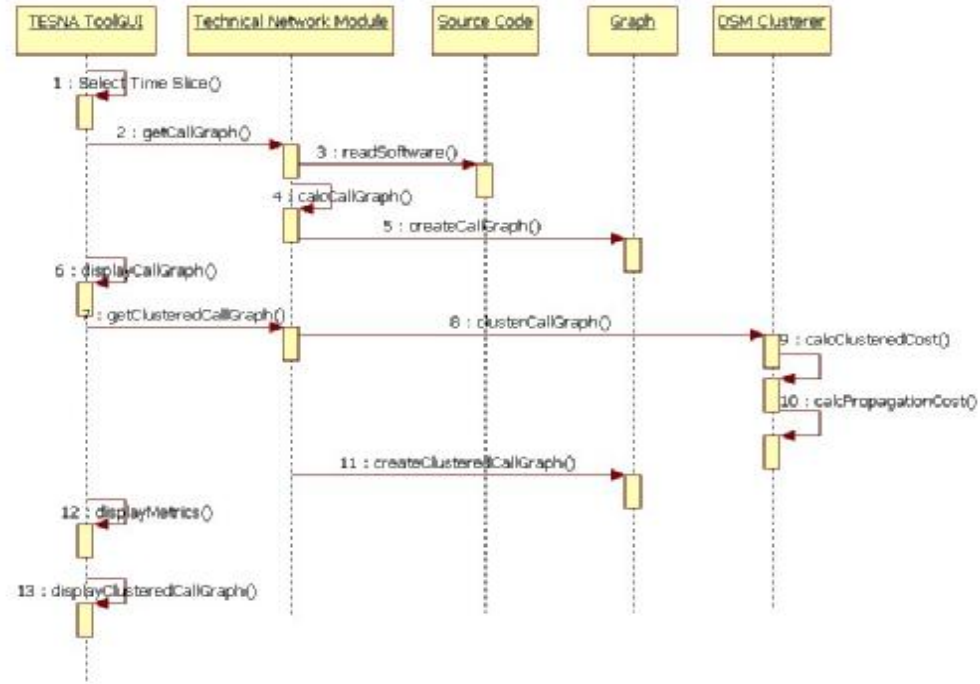 TESNA ToolGUI
Technical Network Module
Source Code
Graph
DSM Clusterer
1 : Select Time Slice()
2 : getCallGraph()
3 : readSoftware()
4 : calcCallGraph()
5 : createCallGraph()
6 : displayCallGraph()
7 : getClusteredCallGraph()
8 : clusterCallGraph()
9 : calcClusteredCost()
10 : calcPropagationCost()
11 : createClusteredCallGraph()
12 : displayMetrics()
13 : displayClusteredCallGraph()